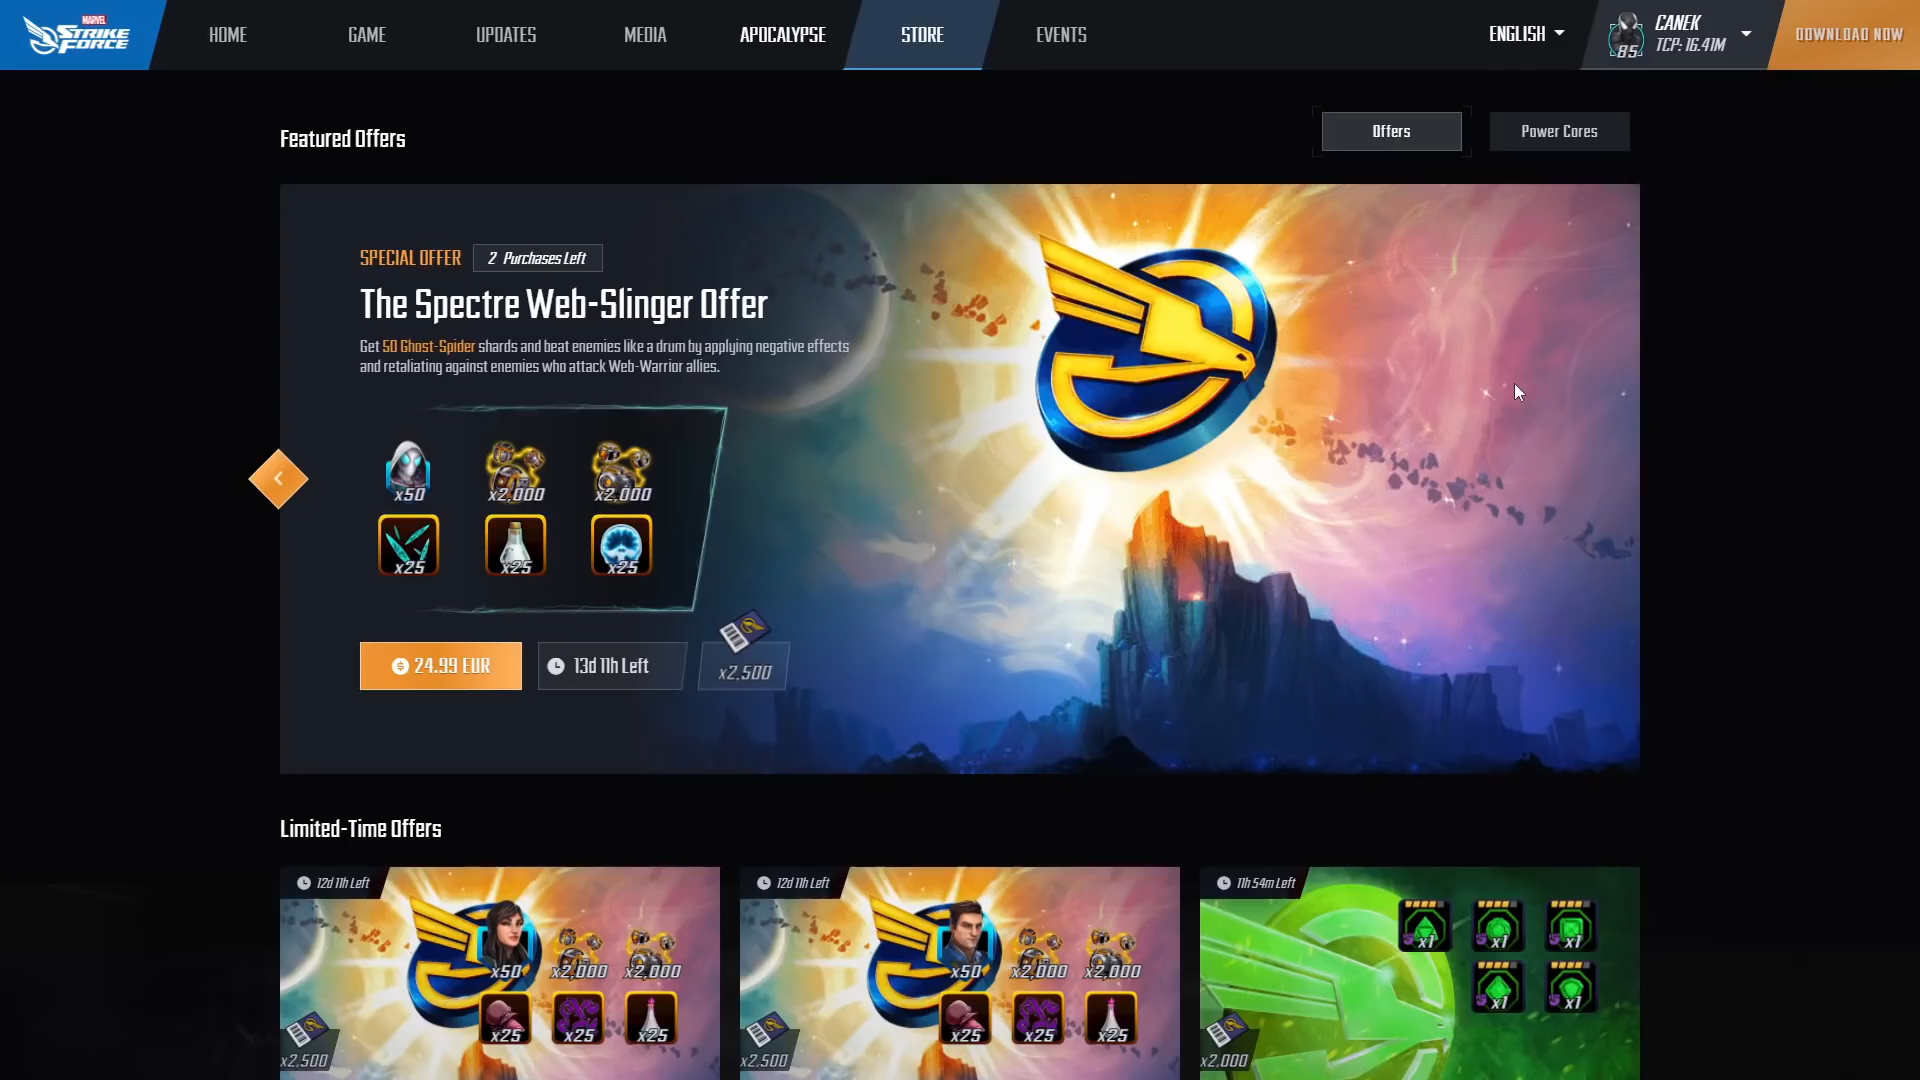 MARVEL
STRIKE
FORCE
HOME
GAME
UPDATES
MEDIA
APOCALYPSE
STORE
EVENTS
ENGLISH
85
CANEK
TCP: 16.41M
DOWNLOAD NOW
Featured Offers
Offers
Power Cores
SPECIAL OFFER
2 Purchases Left
The Spectre Web-Slinger Offer
Get 50 Ghost-Spider shards and beat enemies like a drum by applying negative effects
and retaliating against enemies who attack Web-Warrior allies.
x50
x2,000
x2,000
x25
x25
x25
24.99 EUR
13d 11h Left
x2,500
Limited-Time Offers
12d 11h Left
x50
x2,000
x2,000
x25
x25
x25
x2,500
12d 11h Left
x50
x2,000
x2,000
x25
x25
x25
x2,500
11h 54m Left
x1
x1
x1
x1
x1
x2,000